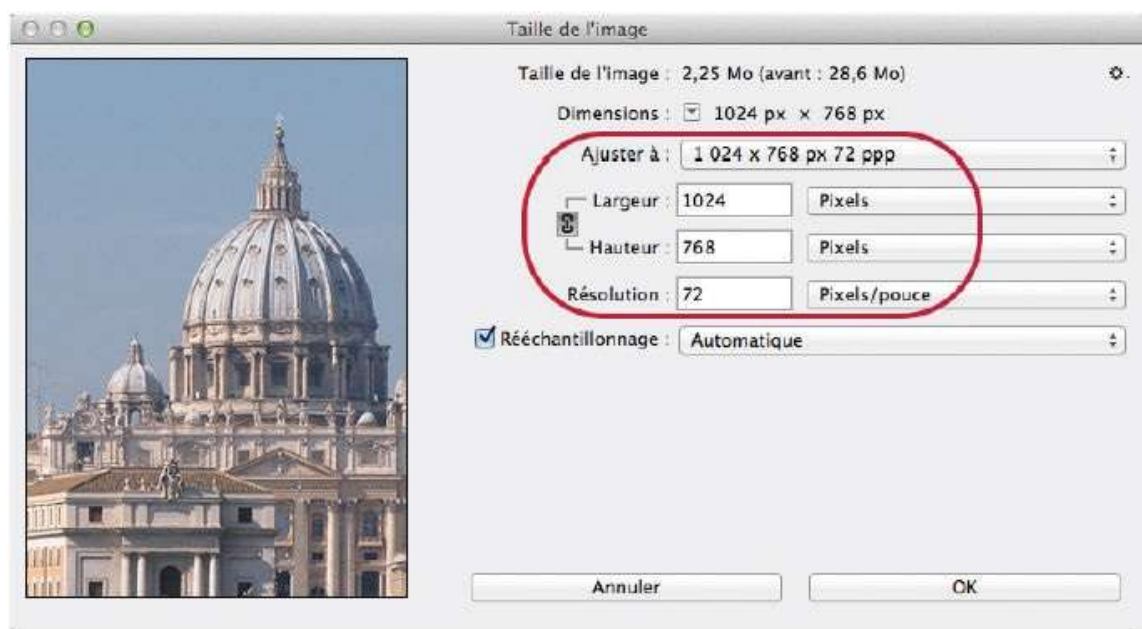 Taille de l'image
Taille de l'image : 2,25 Mo (avant : 28,6 Mo)
Dimensions : 1024 px × 768 px
Ajuster à : 1 024 x 768 px 72 ppp
Largeur : 1024 Pixels
Hauteur : 768 Pixels
Résolution : 72 Pixels/pouce
Rééchantillonnage : Automatique
Annuler OK